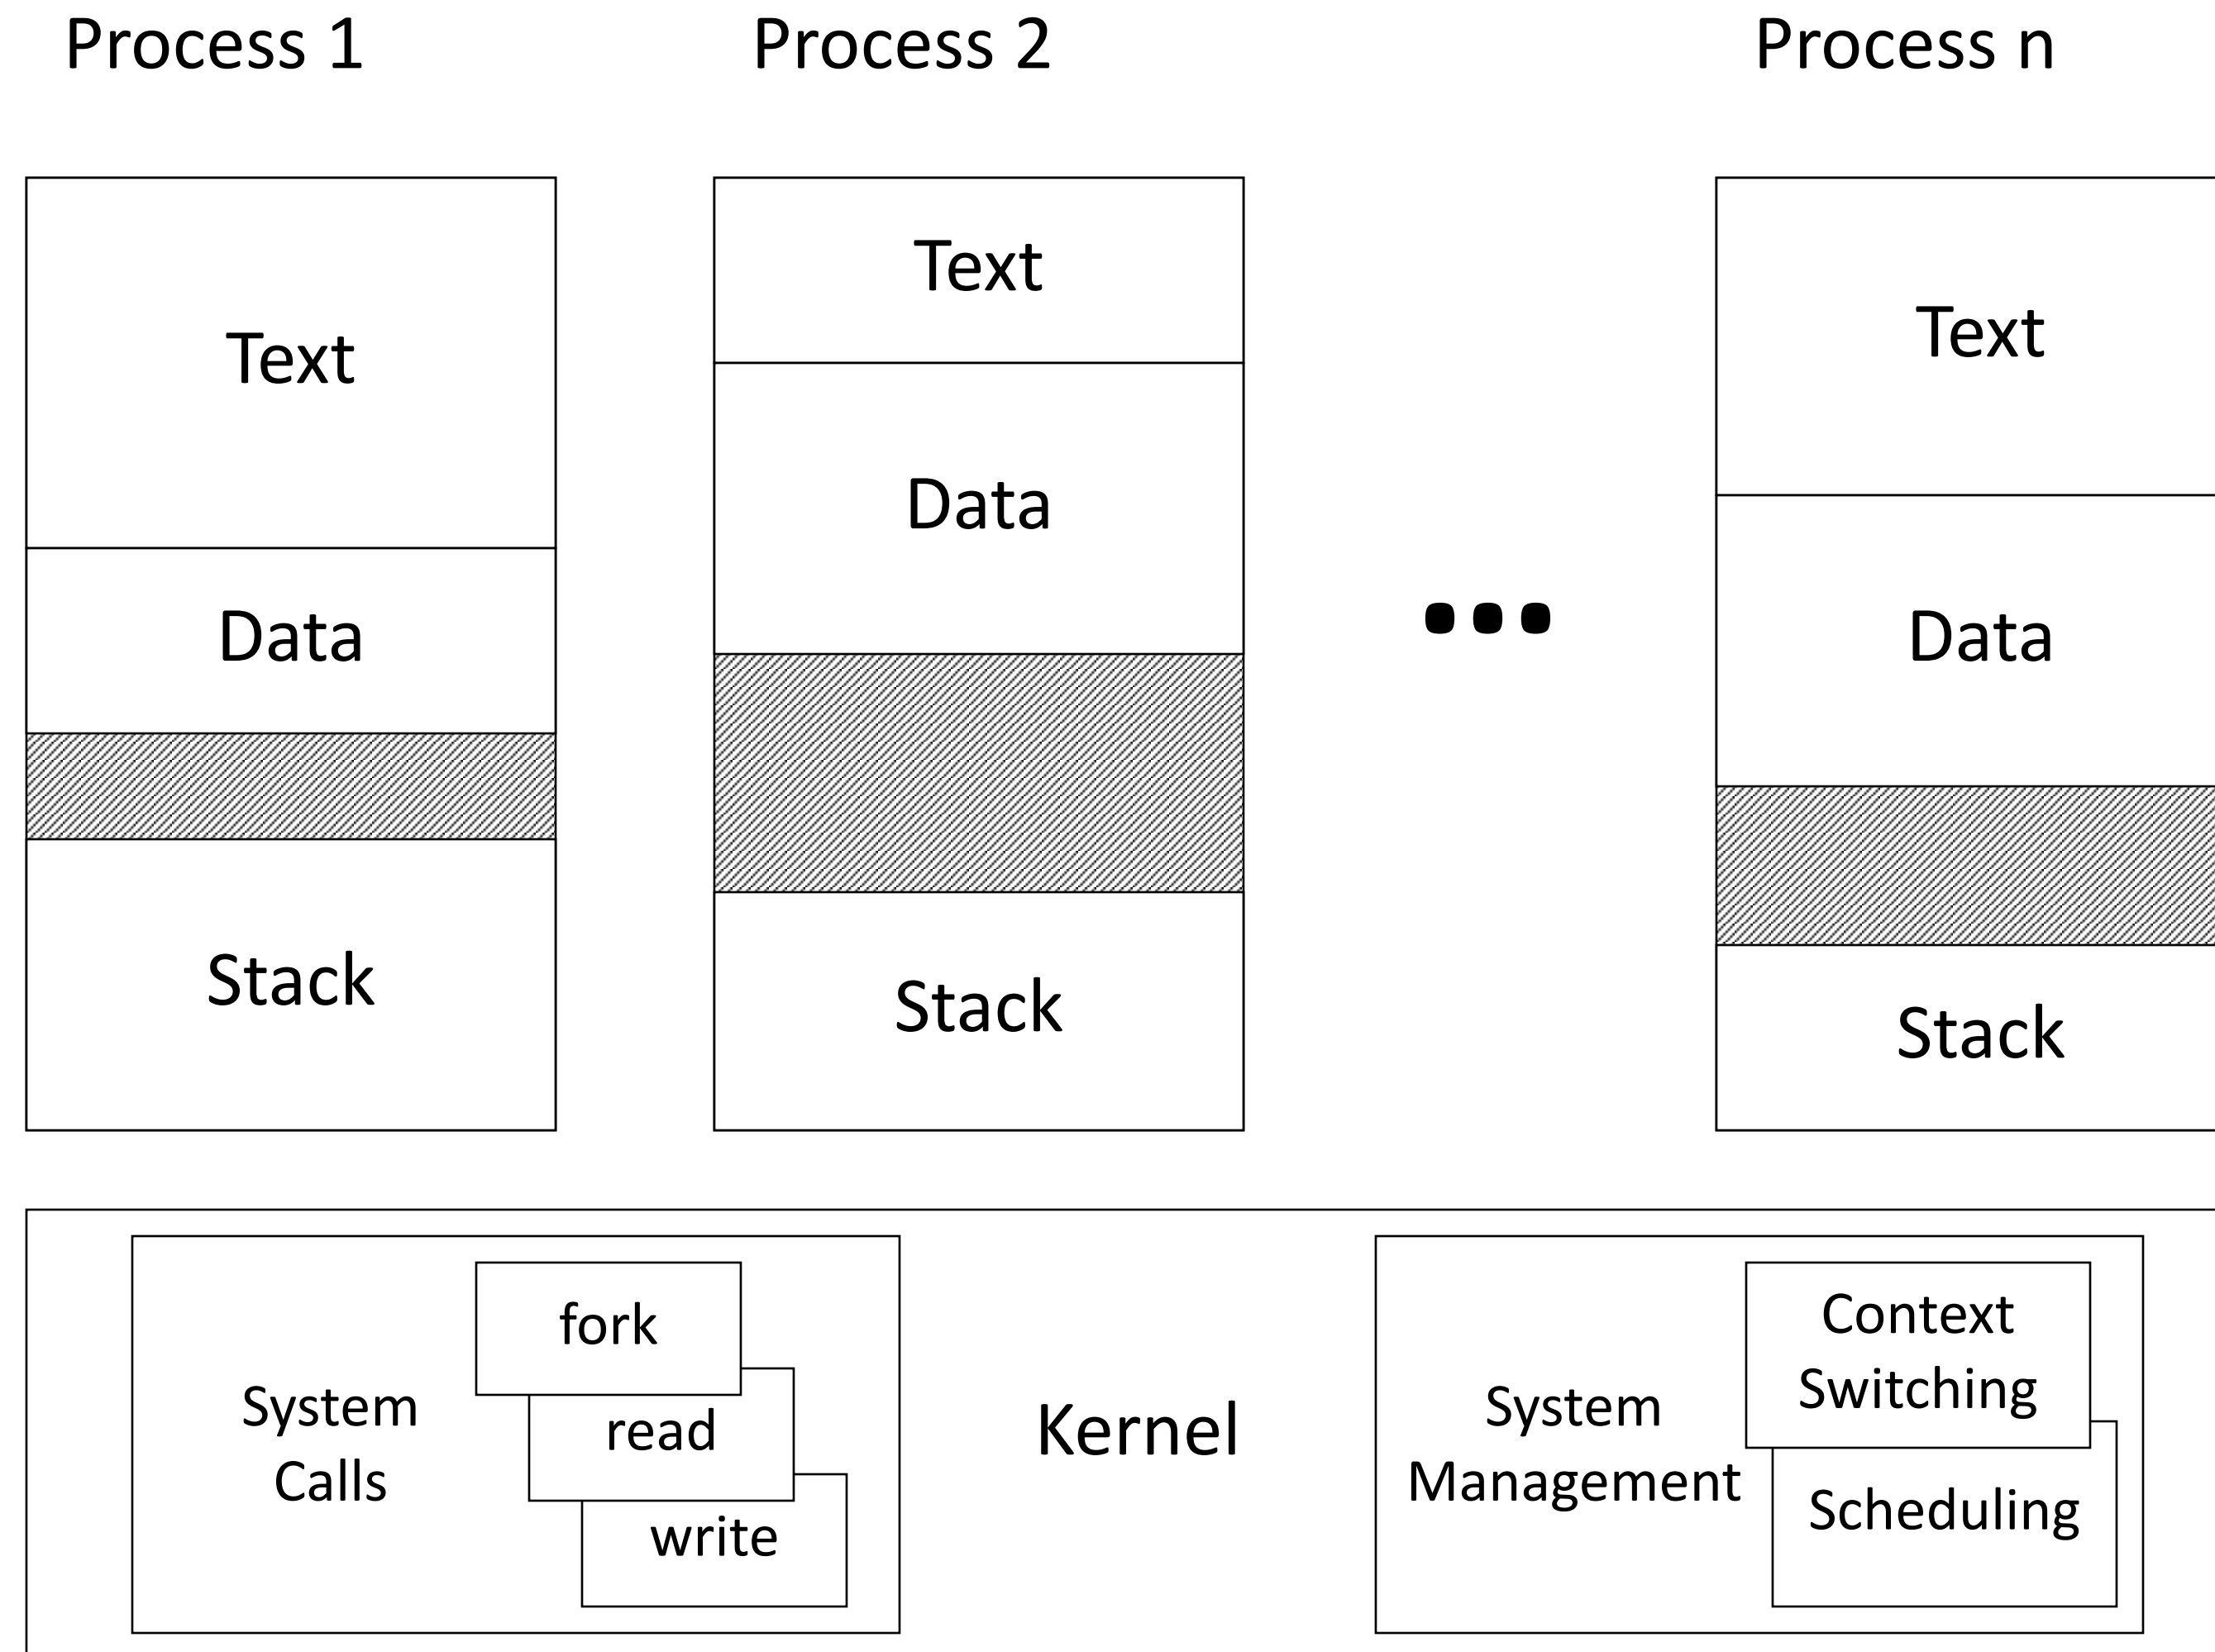 Process 1
Process 2
Process n
Text
Data
Stack
Text
Data
Stack
...
Text
Data
Stack
System
Calls
fork
read
write
Kernel
System
Management
Context
Switching
Scheduling